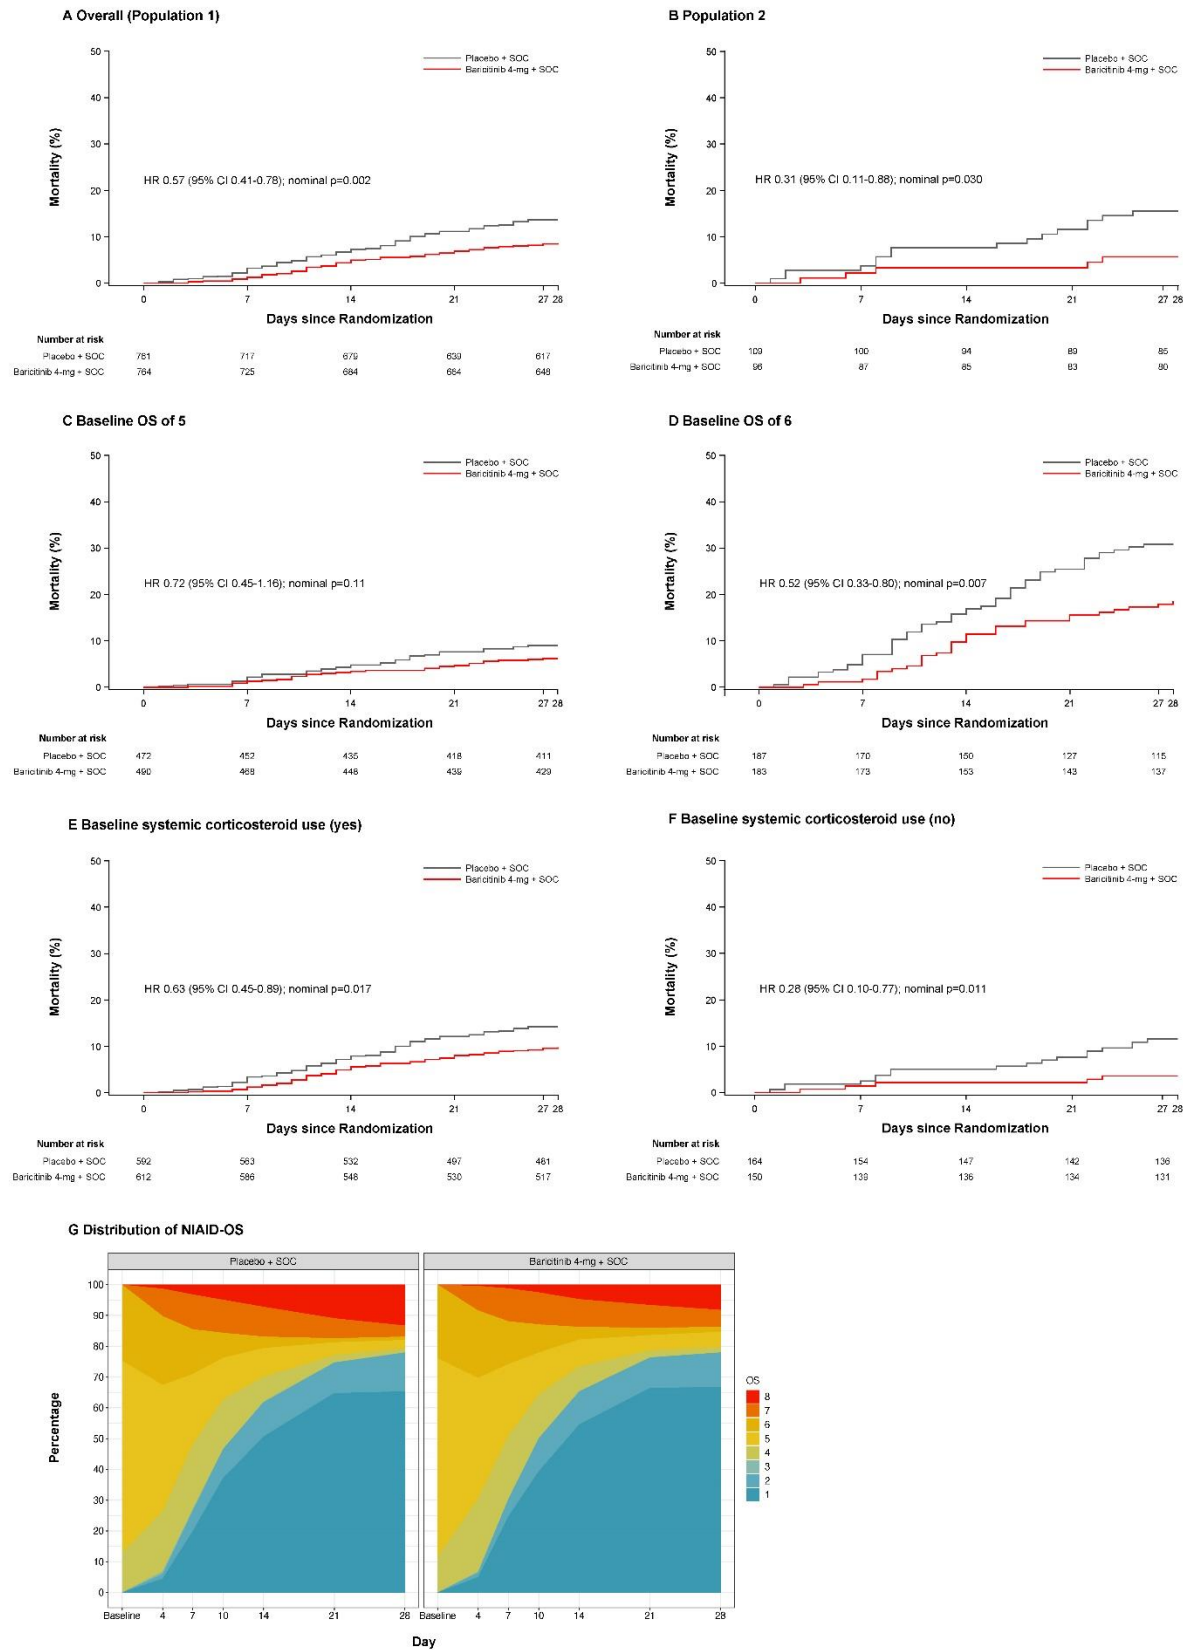 A Overall (Population 1)
50
40
30
20
10
0
Mortality (%)
Placebo + SOC
Baricitinib 4-mg + SOC
HR 0.57 (95% CI 0.41-0.78); nominal p=0.002
0 7 14 21 27 28
Days since Randomization
Number at risk
Placebo + SOC 761 717 679 639 617
Baricitinib 4-mg + SOC 764 725 684 664 648
B Population 2
50
40
30
20
10
0
Mortality (%)
Placebo + SOC
Baricitinib 4-mg + SOC
HR 0.31 (95% CI 0.11-0.88); nominal p=0.030
0 7 14 21 27 28
Days since Randomization
Number at risk
Placebo + SOC 109 100 94 89 85
Baricitinib 4-mg + SOC 96 87 85 83 80
C Baseline OS of 5
50
40
30
20
10
0
Mortality (%)
Placebo + SOC
Baricitinib 4-mg + SOC
HR 0.72 (95% CI 0.45-1.16); nominal p=0.11
0 7 14 21 27 28
Days since Randomization
Number at risk
Placebo + SOC 472 452 435 418 411
Baricitinib 4-mg + SOC 490 468 448 439 429
D Baseline OS of 6
50
40
30
20
10
0
Mortality (%)
Placebo + SOC
Baricitinib 4-mg + SOC
HR 0.52 (95% CI 0.33-0.80); nominal p=0.007
0 7 14 21 27 28
Days since Randomization
Number at risk
Placebo + SOC 187 170 150 127 115
Baricitinib 4-mg + SOC 183 173 153 143 137
E Baseline systemic corticosteroid use (yes)
50
40
30
20
10
0
Mortality (%)
Placebo + SOC
Baricitinib 4-mg + SOC
HR 0.63 (95% CI 0.45-0.89); nominal p=0.017
0 7 14 21 27 28
Days since Randomization
Number at risk
Placebo + SOC 592 563 532 497 481
Baricitinib 4-mg + SOC 612 586 548 530 517
F Baseline systemic corticosteroid use (no)
50
40
30
20
10
0
Mortality (%)
Placebo + SOC
Baricitinib 4-mg + SOC
HR 0.28 (95% CI 0.10-0.77); nominal p=0.011
0 7 14 21 27 28
Days since Randomization
Number at risk
Placebo + SOC 164 154 147 142 136
Baricitinib 4-mg + SOC 150 139 136 134 131
G Distribution of NIAID-OS
Placebo + SOC
Baricitinib 4-mg + SOC
100
90
80
70
60
50
40
30
20
10
0
Percentage
OS
8
7
6
5
4
3
2
1
Baseline 4 7 10 14 21 28
Baseline 4 7 10 14 21 28
Day